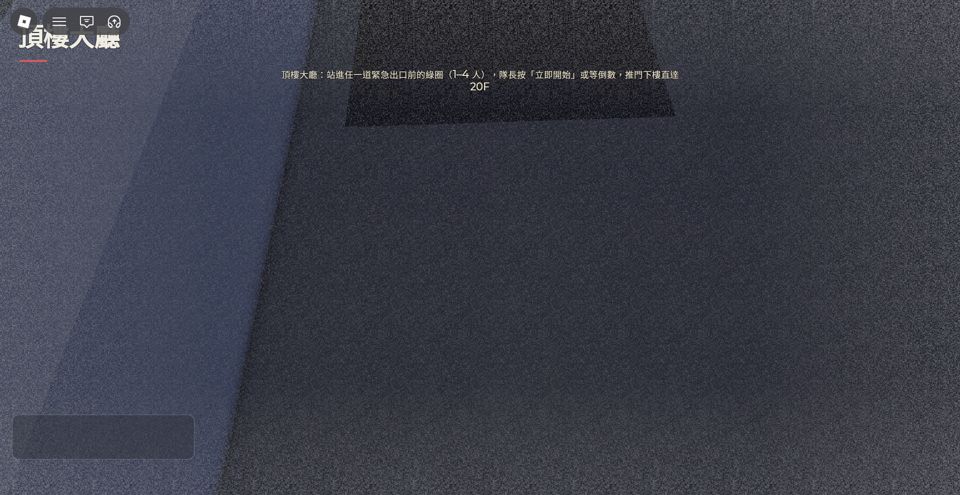 頂樓大廳
頂樓大廳：站進任一道緊急出口前的綠圈（1–4 人），隊長按「立即開始」或等倒數，推門下樓直達
20F